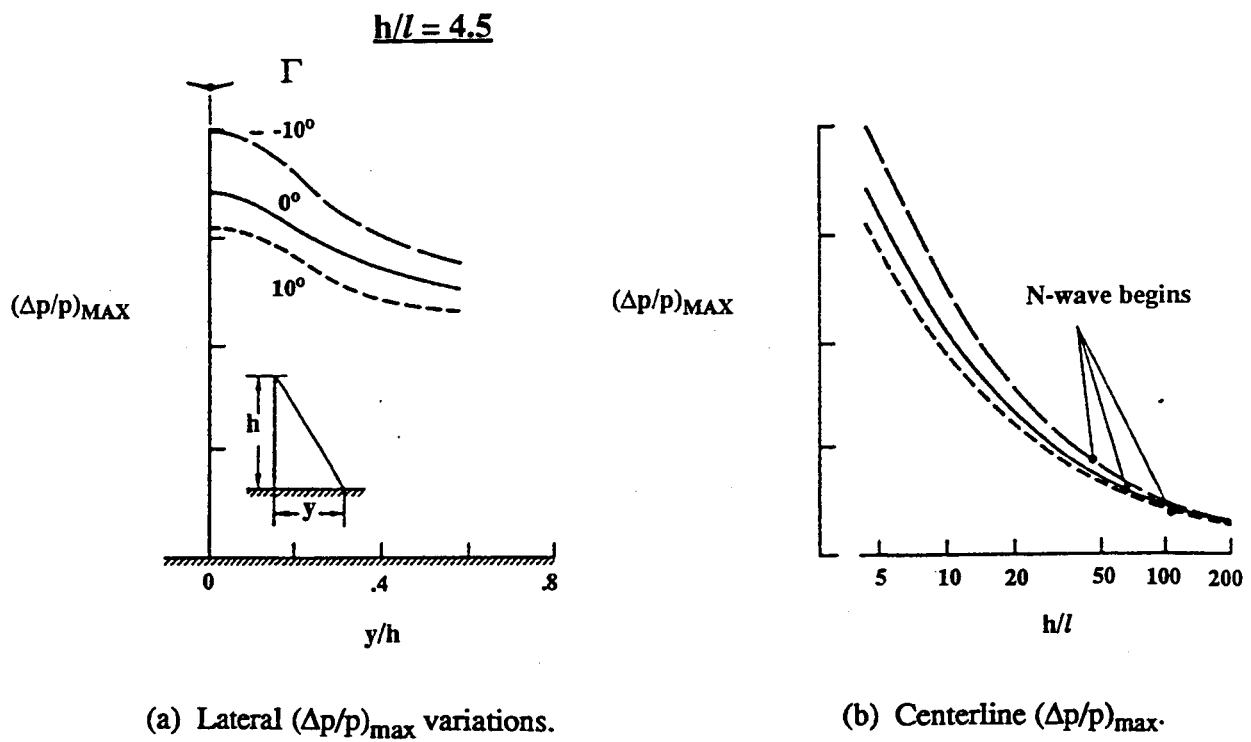 h/l = 4.5
Γ
-10°
0°
10°
(Δp/p)MAX
h
y
0 .4 .8
y/h
(a) Lateral (Δp/p)max variations.
(Δp/p)MAX
N-wave begins
5 10 20 50 100 200
h/l
(b) Centerline (Δp/p)max.